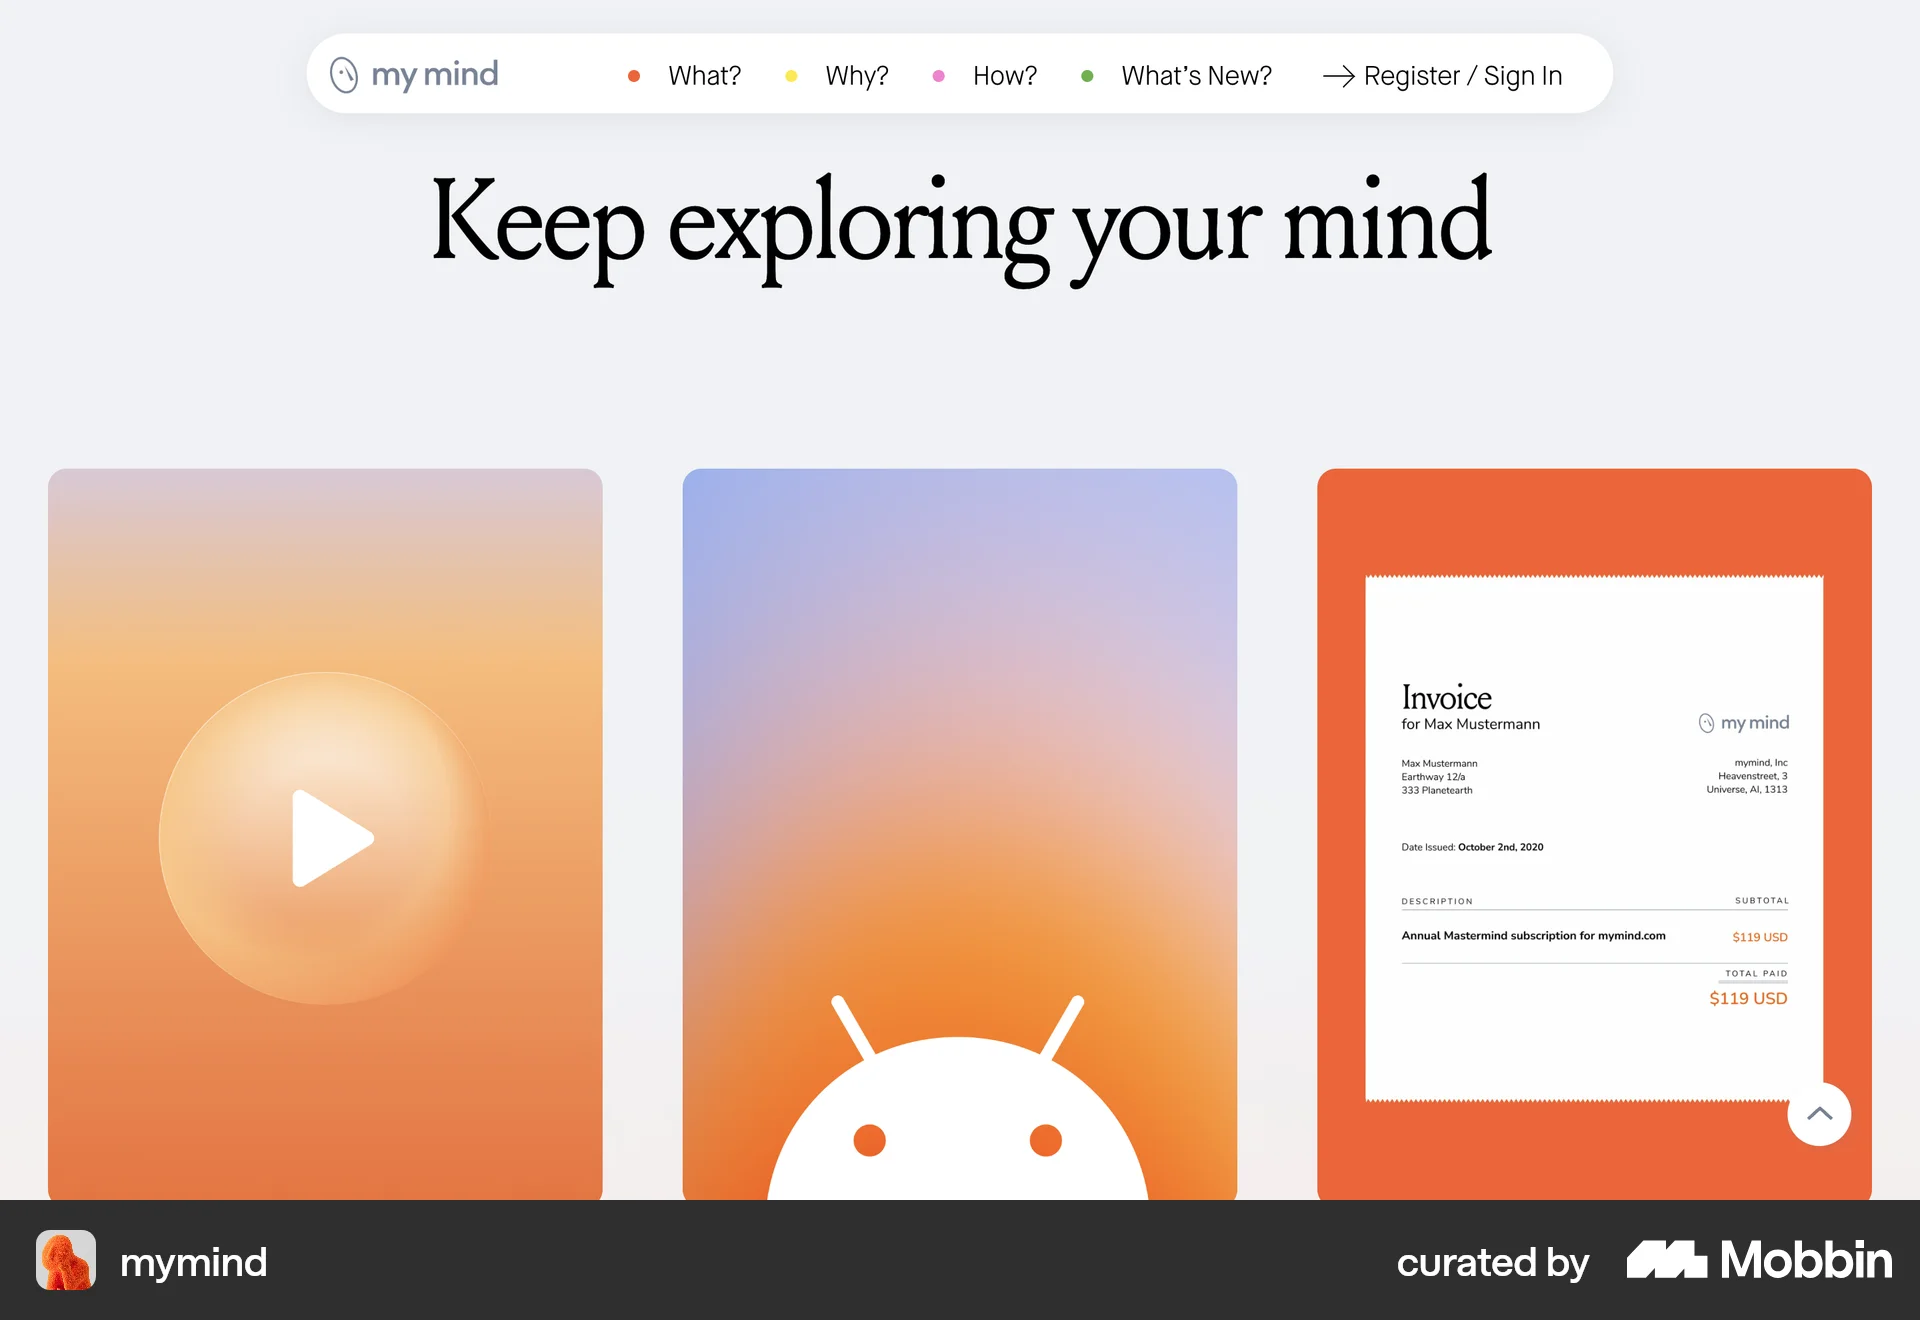 my mind
What?
Why?
How?
What's New?
Register / Sign In
Keep exploring your mind
Invoice
for Max Mustermann
my mind
Max Mustermann
Earthway 12/a
333 Planetearth
mymind, Inc
Heavenstreet, 3
Universe, AI, 1313
Date Issued: October 2nd, 2020
DESCRIPTION SUBTOTAL
Annual Mastermind subscription for mymind.com $119 USD
TOTAL PAID
$119 USD
mymind
curated by Mobbin